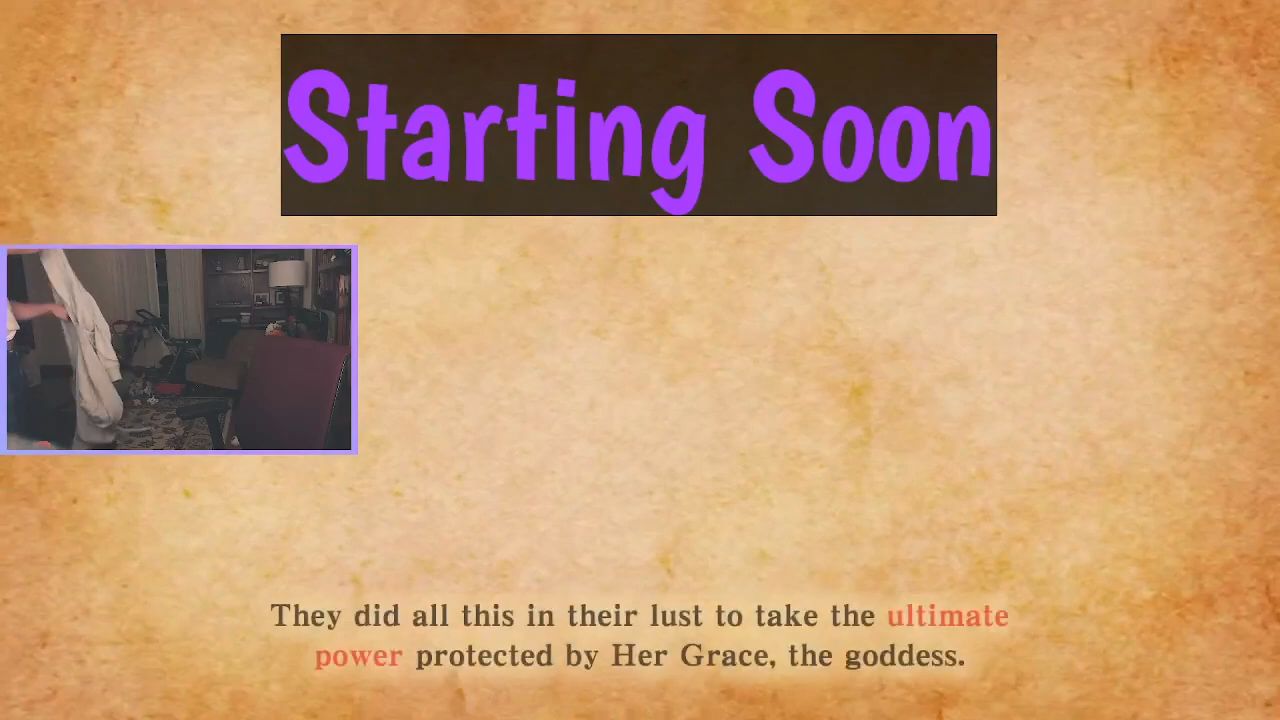 Starting Soon
They did all this in their lust to take the ultimate
power protected by Her Grace, the goddess.